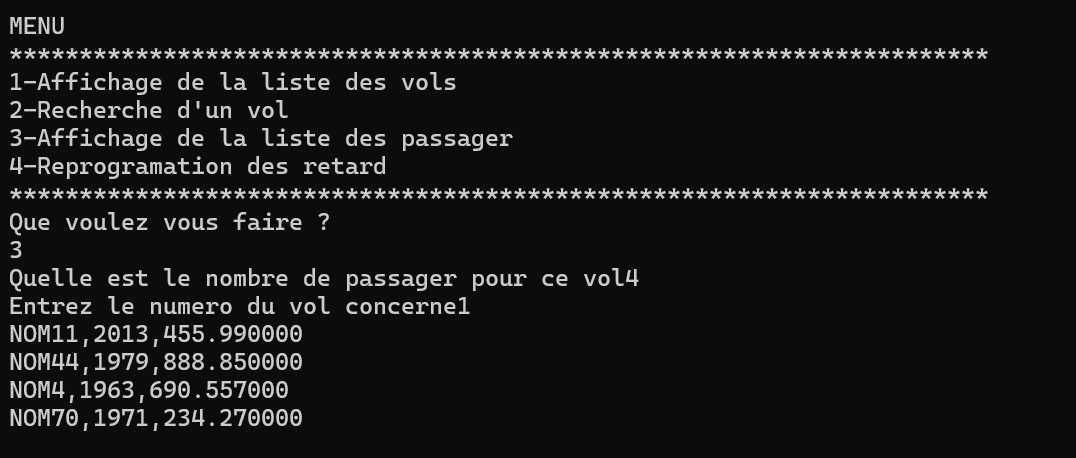 MENU
**********************************************************************
1-Affichage de la liste des vols
2-Recherche d'un vol
3-Affichage de la liste des passager
4-Reprogramation des retard
**********************************************************************
Que voulez vous faire ?
3
Quelle est le nombre de passager pour ce vol4
Entrez le numero du vol concerne1
NOM11,2013,455.990000
NOM44,1979,888.850000
NOM4,1963,690.557000
NOM70,1971,234.270000